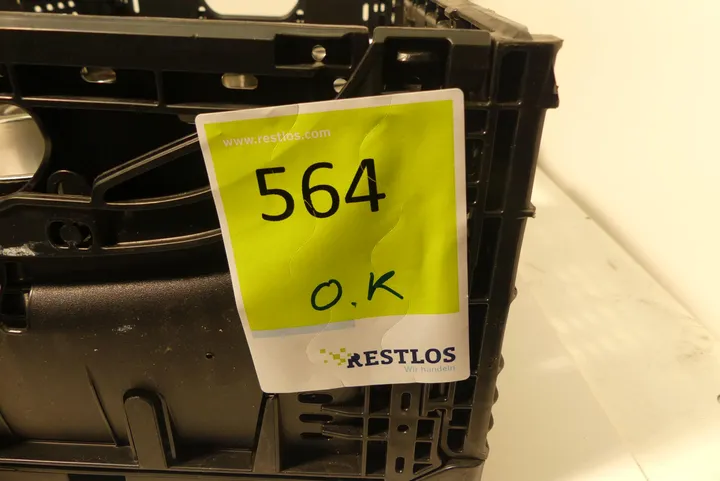 www.restlos.com
564
O.K
RESTLOS
Wir handeln